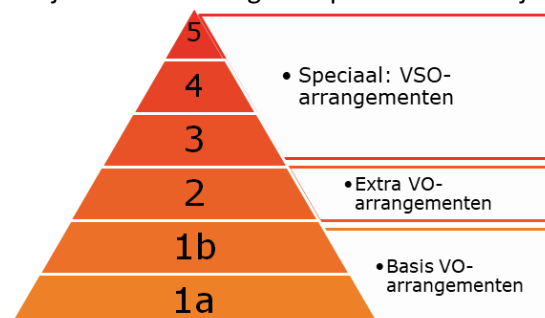 5
4
• Speciaal: VSO-
arrangementen
3
2
•Extra VO-
arrangementen
1b
•Basis VO-
arrangementen
1a